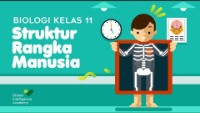 BIOLOGI KELAS 11
Struktur
Rangka
Manusia